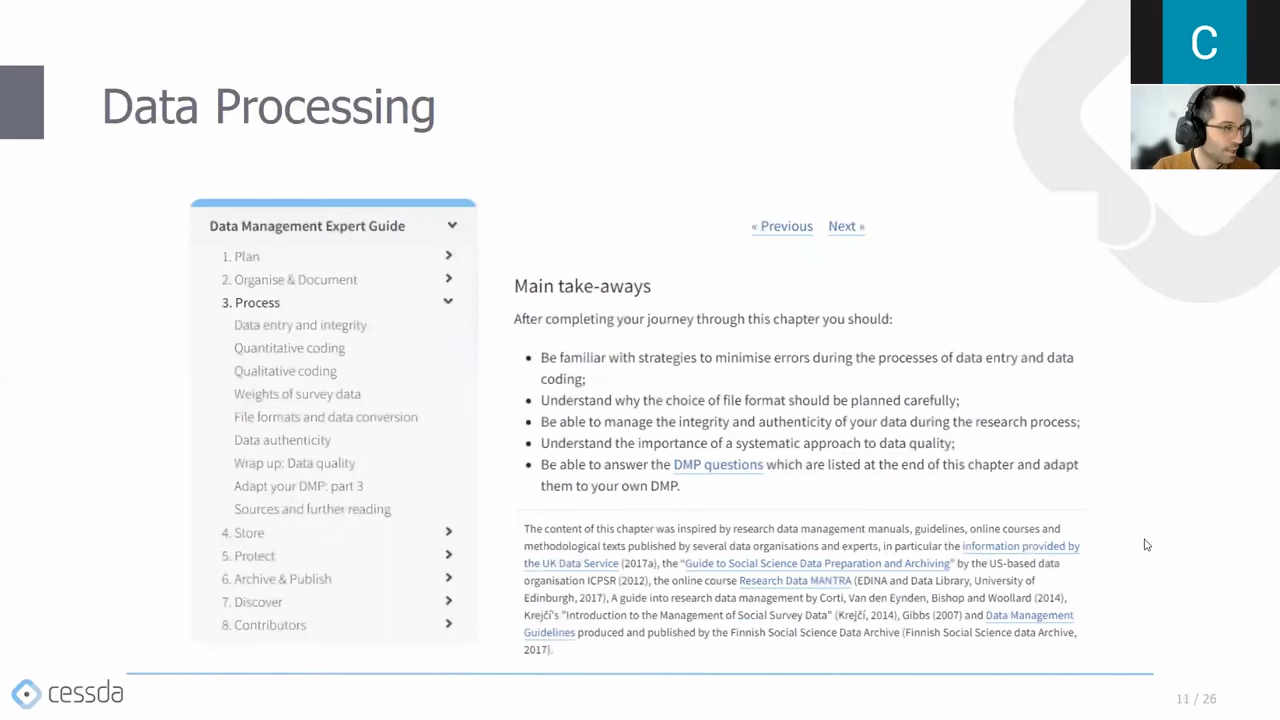 C
Data Processing
Data Management Expert Guide
1. Plan
2. Organise & Document
3. Process
Data entry and integrity
Quantitative coding
Qualitative coding
Weights of survey data
File formats and data conversion
Data authenticity
Wrap up: Data quality
Adapt your DMP: part 3
Sources and further reading
4. Store
5. Protect
6. Archive & Publish
7. Discover
8. Contributors
« Previous Next »
Main take-aways
After completing your journey through this chapter you should:
• Be familiar with strategies to minimise errors during the processes of data entry and data
coding;
• Understand why the choice of file format should be planned carefully;
• Be able to manage the integrity and authenticity of your data during the research process;
• Understand the importance of a systematic approach to data quality;
• Be able to answer the DMP questions which are listed at the end of this chapter and adapt
them to your own DMP.
The content of this chapter was inspired by research data management manuals, guidelines, online courses and
methodological texts published by several data organisations and experts, in particular the information provided by
the UK Data Service (2017a), the “Guide to Social Science Data Preparation and Archiving” by the US-based data
organisation ICPSR (2012), the online course Research Data MANTRA (EDINA and Data Library, University of
Edinburgh, 2017), A guide into research data management by Corti, Van den Eynden, Bishop and Woollard (2014),
Krejčí's "Introduction to the Management of Social Survey Data" (Krejčí, 2014), Gibbs (2007) and Data Management
Guidelines produced and published by the Finnish Social Science Data Archive (Finnish Social Science data Archive,
2017).
cessda
11 / 26